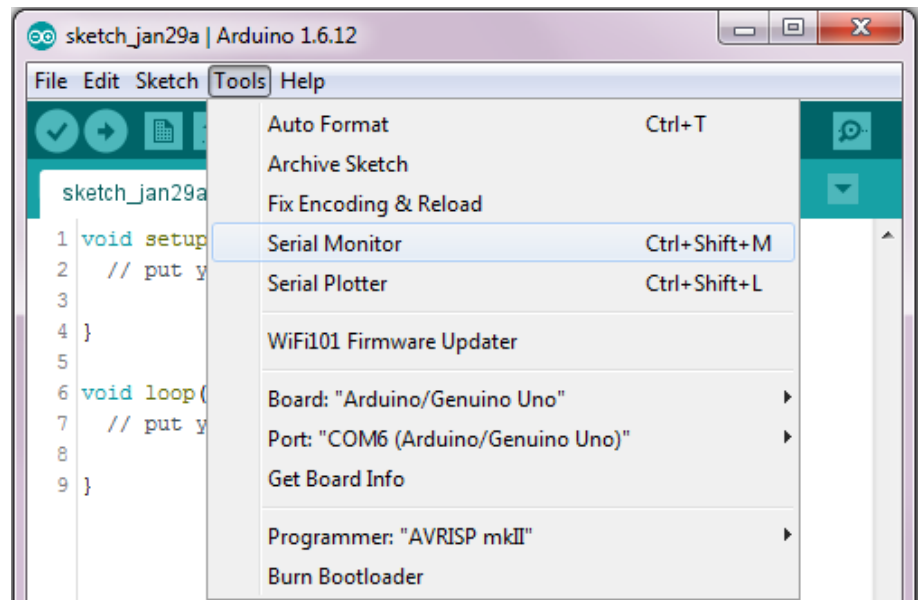 sketch_jan29a | Arduino 1.6.12
File Edit Sketch Tools Help
Auto Format Ctrl+T
Archive Sketch
sketch_jan29a
Fix Encoding & Reload
1 void setup
Serial Monitor Ctrl+Shift+M
2 // put y
Serial Plotter Ctrl+Shift+L
3
4 }
WiFi101 Firmware Updater
5
6 void loop(
Board: "Arduino/Genuino Uno"
7 // put y
Port: "COM6 (Arduino/Genuino Uno)"
8
9 }
Get Board Info
Programmer: "AVRISP mkII"
Burn Bootloader